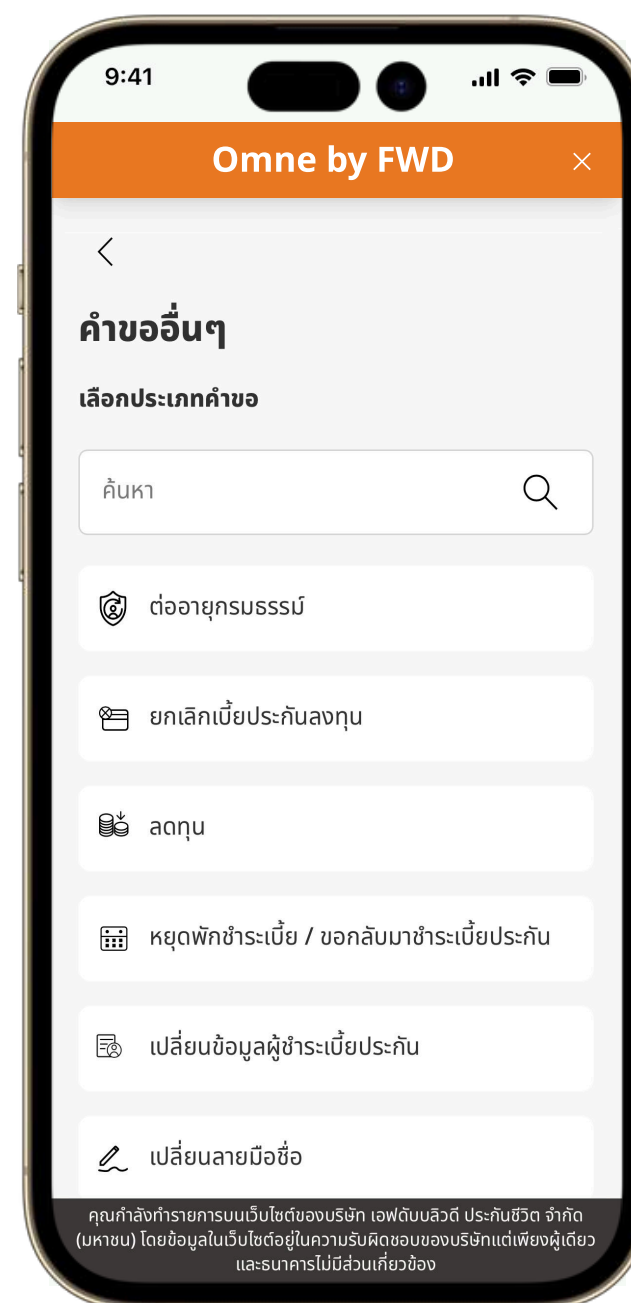 9:41
Omne by FWD
คำขออื่นๆ
เลือกประเภทคำขอ
ค้นหา
ต่ออายุกรมธรรม์
ยกเลิกเบี้ยประกันลงทุน
ลดทุน
หยุดพักชำระเบี้ย / ขอกลับมาชำระเบี้ยประกัน
เปลี่ยนข้อมูลผู้ชำระเบี้ยประกัน
เปลี่ยนลายมือชื่อ
คุณกำลังทำรายการบนเว็บไซต์ของบริษัท เอฟดับบลิวดี ประกันชีวิต จำกัด
(มหาชน) โดยข้อมูลในเว็บไซต์อยู่ในความรับผิดชอบของบริษัทแต่เพียงผู้เดียว
และธนาคารไม่มีส่วนเกี่ยวข้อง